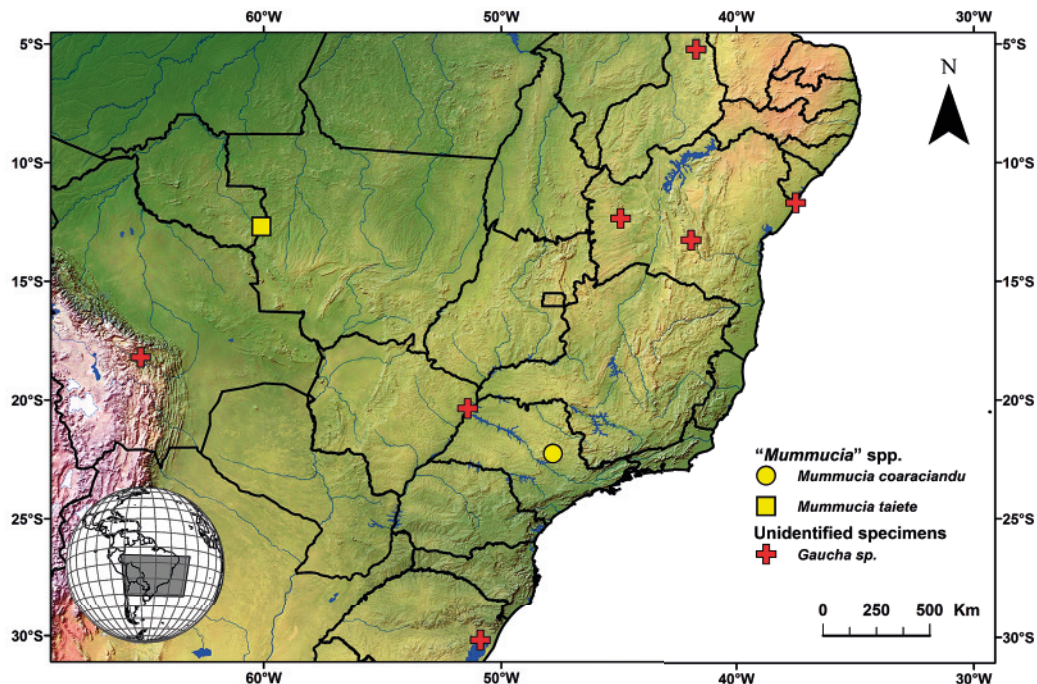 60°W 50°W 40°W 30°W
5°S 5°S
N
10°S 10°S
15°S 15°S
20°S 20°S
"Mummucia" spp.
Mummucia coaraciandu
Mummucia taiete
25°S 25°S
Unidentified specimens
Gaucha sp.
0 250 500 Km
30°S 30°S
60°W 50°W 40°W 30°W